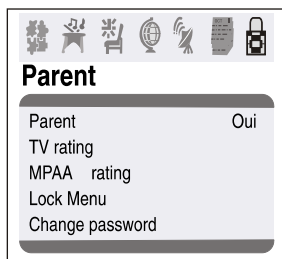 Parent
Parent Oui
TV rating
MPAA rating
Lock Menu
Change password